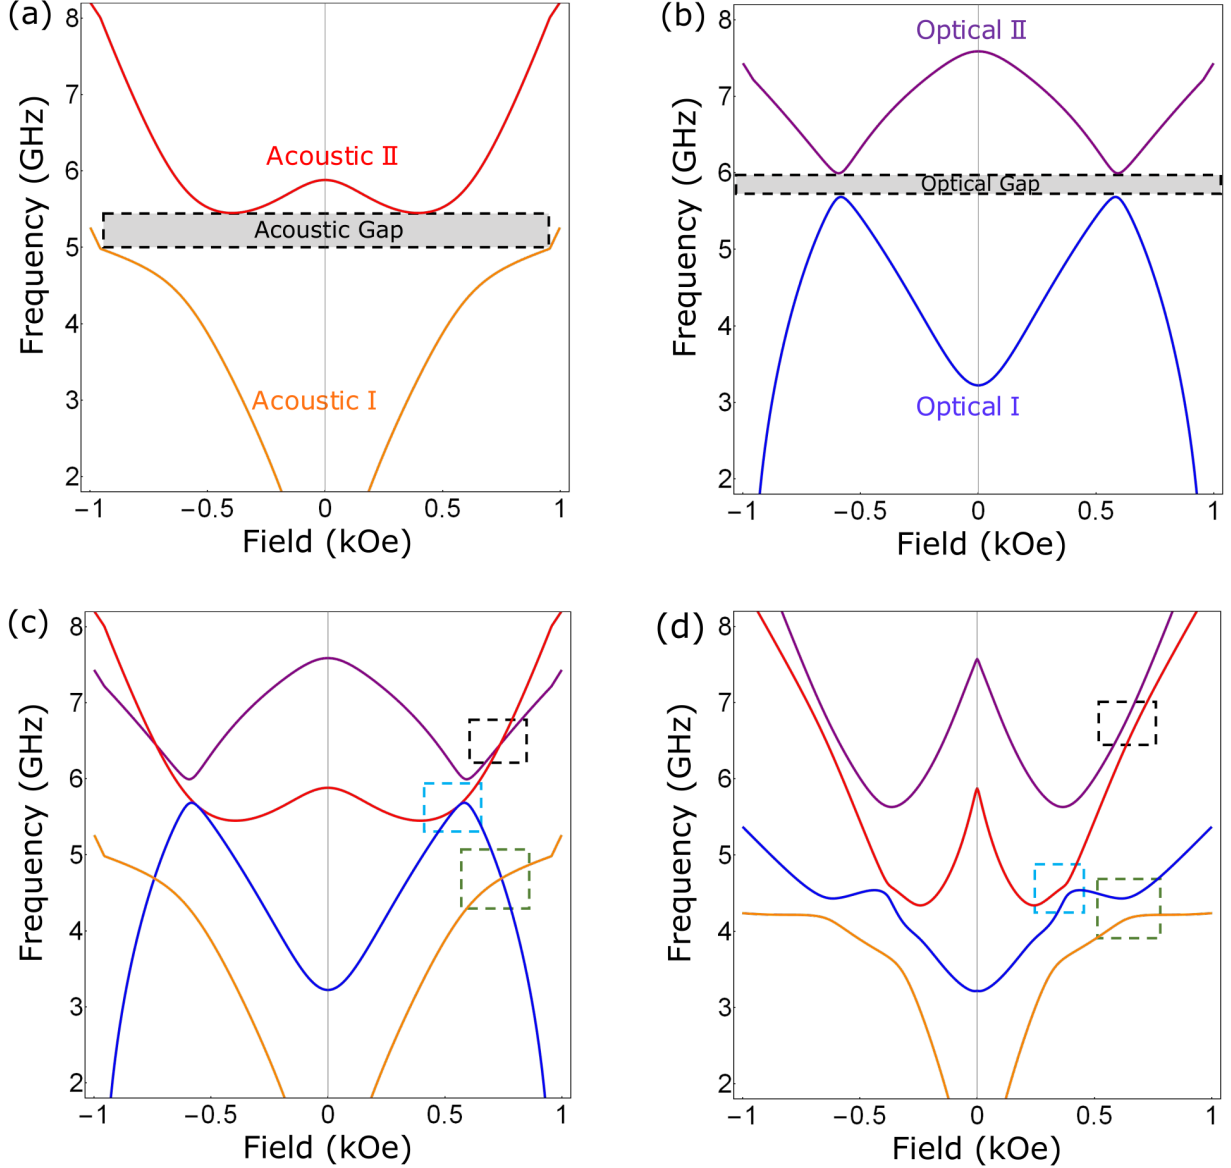 (a)
Frequency (GHz)
8
7
6
5
4
3
2
Acoustic Ⅱ
Acoustic Gap
Acoustic Ⅰ
−1
−0.5
0
0.5
1
Field (kOe)
(b)
Frequency (GHz)
8
7
6
5
4
3
2
Optical Ⅱ
Optical Gap
Optical Ⅰ
−1
−0.5
0
0.5
1
Field (kOe)
(c)
Frequency (GHz)
8
7
6
5
4
3
2
−1
−0.5
0
0.5
1
Field (kOe)
(d)
Frequency (GHz)
8
7
6
5
4
3
2
−1
−0.5
0
0.5
1
Field (kOe)